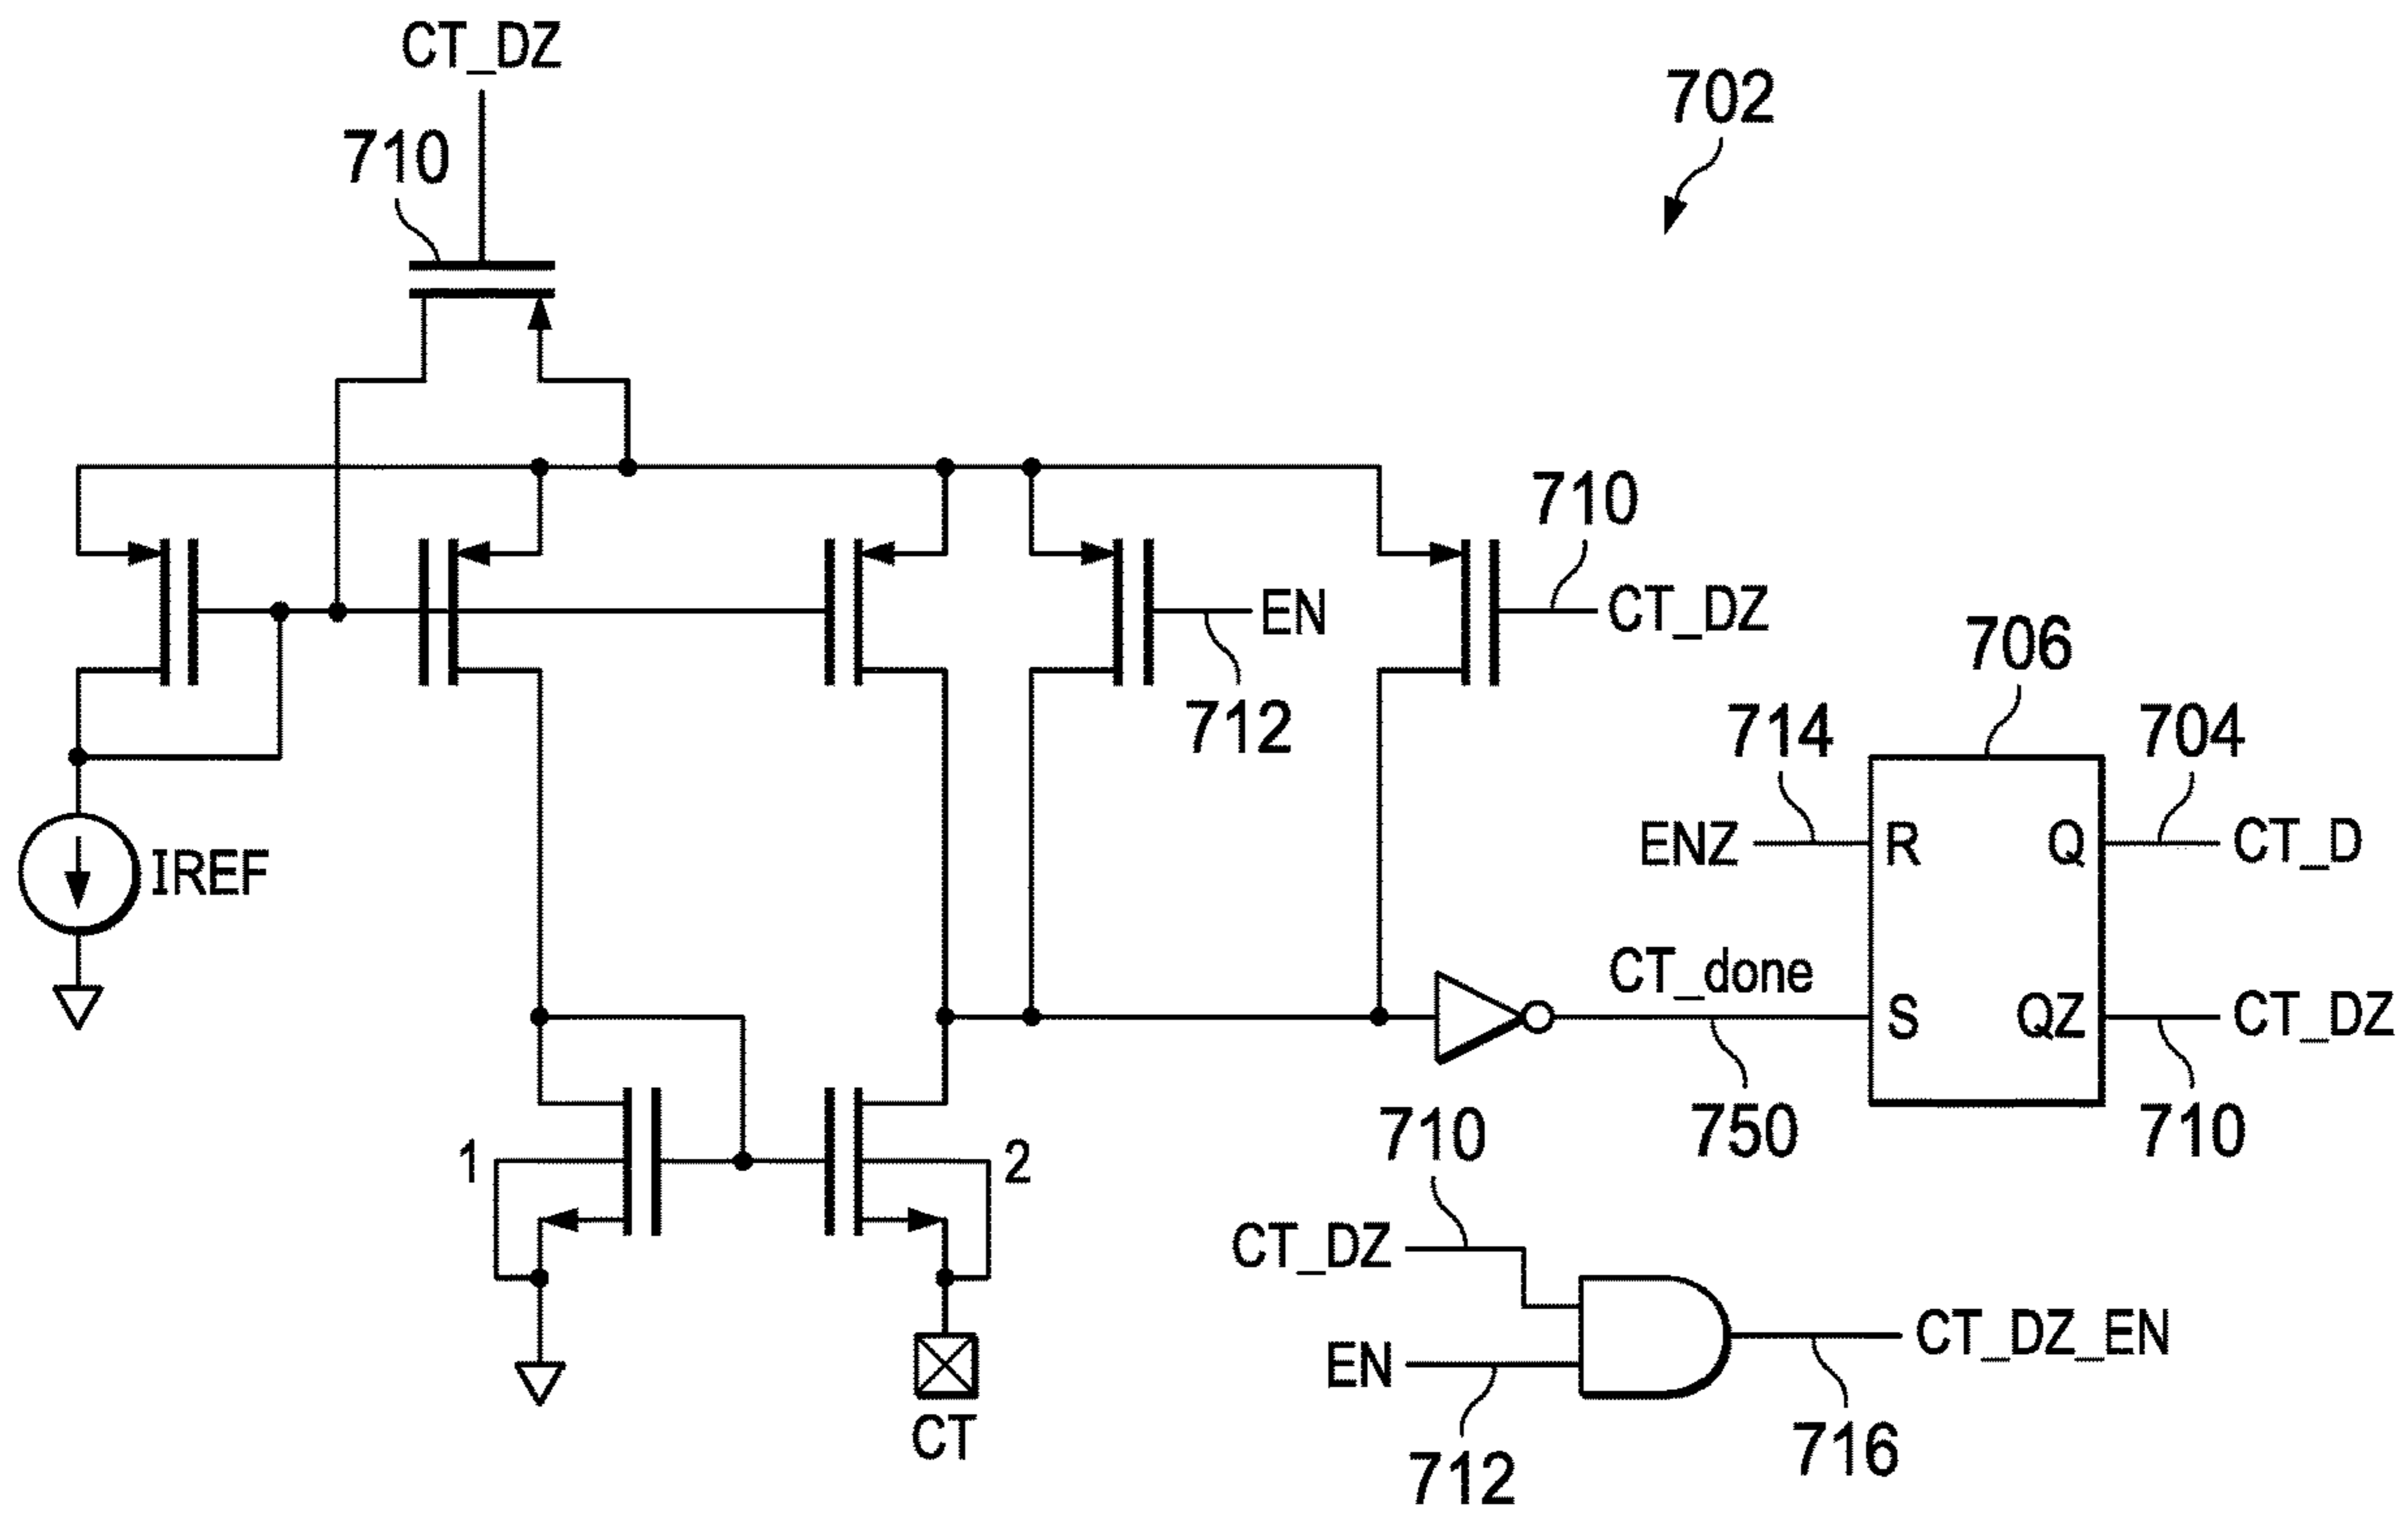 CT_DZ
702
710
710
EN
CT_DZ
706
712
714
704
IREF
ENZ
R
Q
CT_D
CT_done
S
QZ
CT_DZ
1
2
710
750
710
CT_DZ
CT_DZ_EN
EN
CT
716
712